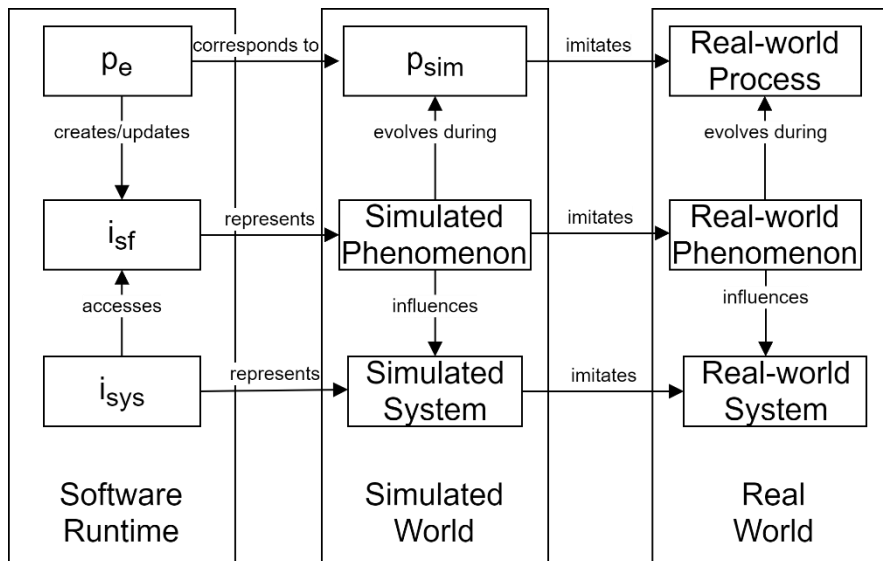 p_e
corresponds to
p_sim
imitates
Real-world
Process
creates/updates
evolves during
evolves during
i_sf
represents
Simulated
Phenomenon
imitates
Real-world
Phenomenon
accesses
influences
influences
i_sys
represents
Simulated
System
imitates
Real-world
System
Software
Runtime
Simulated
World
Real
World